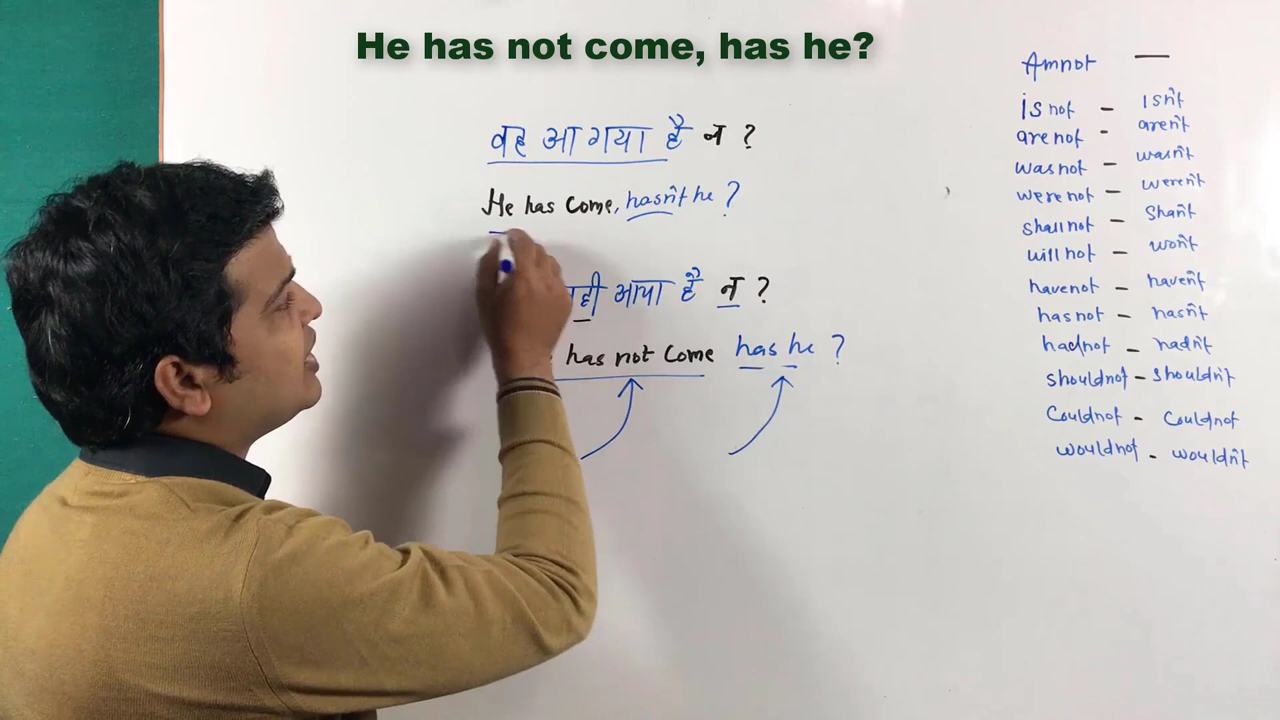 He has not come, has he?
वह आ गया है न ?
He has come, hasn't he ?
ही आया है न ?
has not come has he ?
Amnot —
is not - isn't
are not - aren't
was not - wasn't
were not - weren't
shall not - shan't
will not - won't
have not - haven't
has not - hasn't
had not - hadn't
should not - shouldn't
Could not - Could not
would not - wouldn't